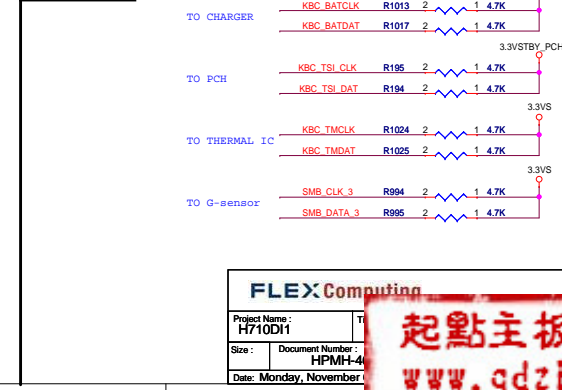 KBC_BATCLK R1013 2 1 4.7K
TO CHARGER
KBC_BATDAT R1017 2 1 4.7K
3.3VSTBY_PCH
KBC_TSI_CLK R195 2 1 4.7K
TO PCH
KBC_TSI_DAT R194 2 1 4.7K
3.3VS
KBC_TMCLK R1024 2 1 4.7K
TO THERMAL IC
KBC_TMDAT R1025 2 1 4.7K
3.3VS
SMB_CLK_3 R994 2 1 4.7K
TO G-sensor
SMB_DATA_3 R995 2 1 4.7K
FLEX Computing
Project Name :
H710DI1
Size : Document Number :
HPMH-4
Date: Monday, November
起點主板
www.gdzj